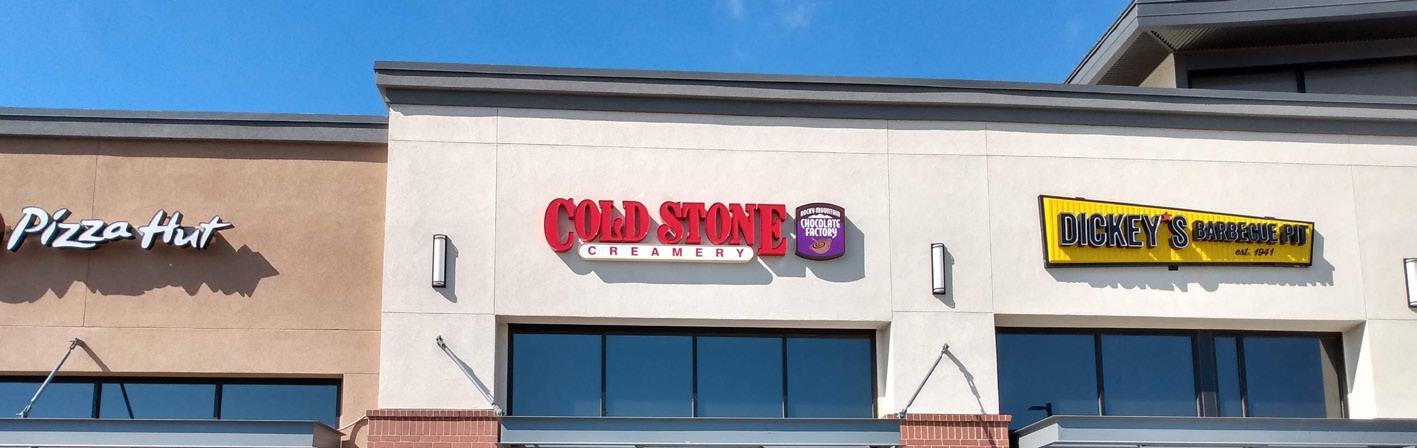 Pizza Hut
COLD STONE
CREAMERY
ROCKY MOUNTAIN
CHOCOLATE
FACTORY
DICKEY'S BARBECUE PIT
est. 1941